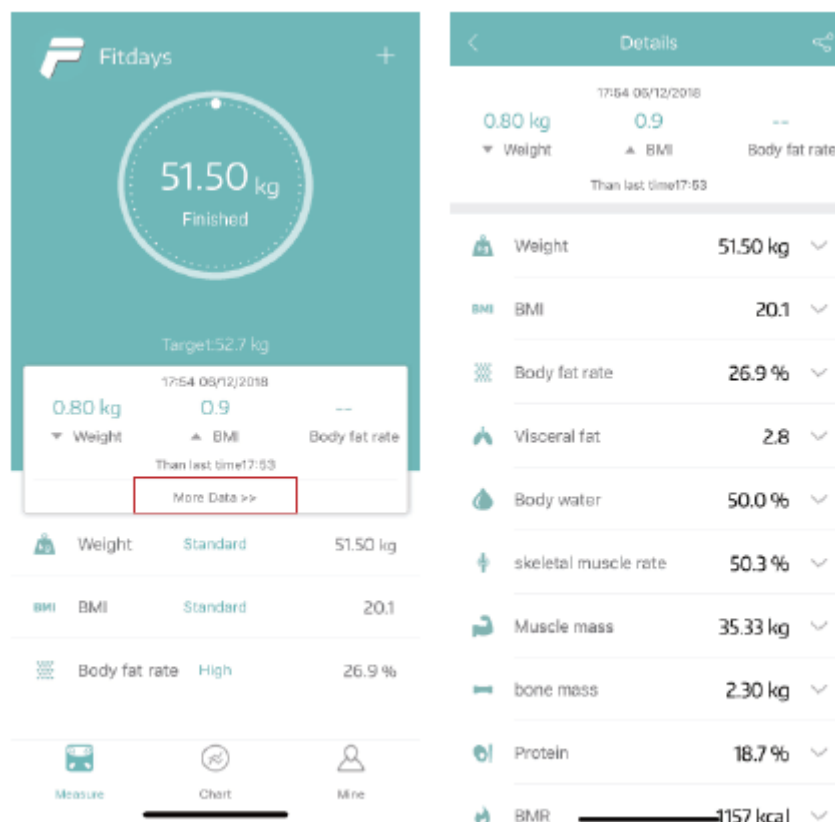 Fitdays
+
51.50 kg
Finished
Target:52.7 kg
17:54 06/12/2018
0.80 kg 0.9 --
▼ Weight ▲ BMI Body fat rate
Than last time17:53
More Data >>
Weight Standard 51.50 kg
BMI BMI Standard 20.1
Body fat rate High 26.9 %
Measure Chart Mine
Details
17:54 06/12/2018
0.80 kg 0.9 --
▼ Weight ▲ BMI Body fat rate
Than last time17:53
Weight 51.50 kg
BMI BMI 20.1
Body fat rate 26.9 %
Visceral fat 2.8
Body water 50.0 %
skeletal muscle rate 50.3 %
Muscle mass 35.33 kg
bone mass 2.30 kg
Protein 18.7 %
BMR 1157 kcal